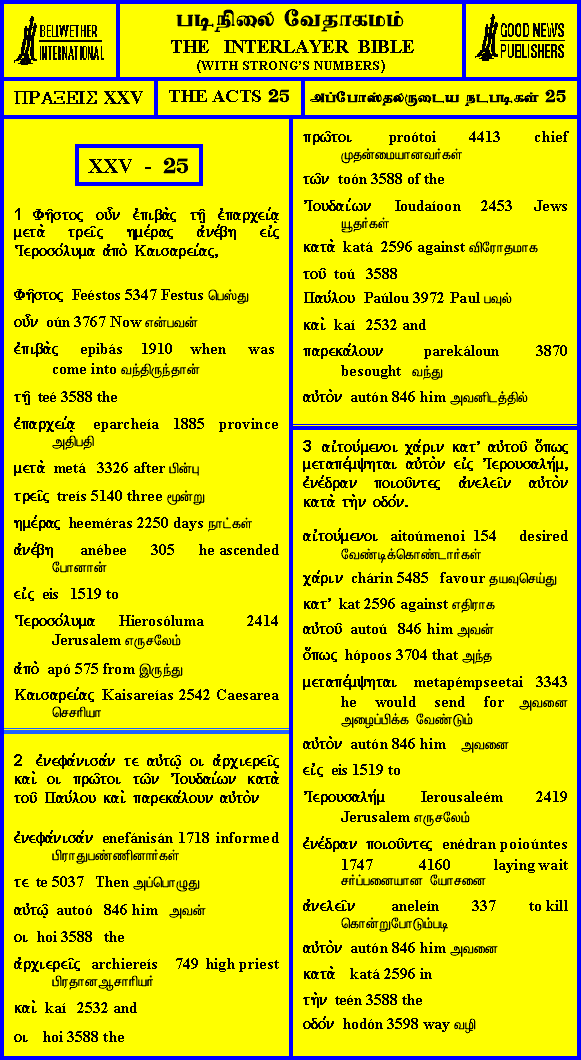 BELLWETHER
INTERNATIONAL
படிநிலை வேதாகமம்
THE INTERLAYER BIBLE
(WITH STRONG'S NUMBERS)
GOOD NEWS
PUBLISHERS
ΠΡΑΞΕΙΣ XXV
THE ACTS 25
அப்போஸ்தலருடைய நடபடிகள் 25
XXV - 25
1 Φῆστος οὖν ἐπιβὰς τῇ ἐπαρχείᾳ
μετὰ τρεῖς ημέρας ἀνέβη εἰς
Ἱεροσόλυμα ἀπὸ Καισαρείας,
Φῆστος Feéstos 5347 Festus பெஸ்து
οὖν oún 3767 Now என்பவன்
ἐπιβὰς epibás 1910 when was
come into வந்திருந்தான்
τῇ teé 3588 the
ἐπαρχείᾳ eparcheía 1885 province
அதிபதி
μετὰ metá 3326 after பின்பு
τρεῖς treís 5140 three மூன்று
ημέρας heeméras 2250 days நாட்கள்
ἀνέβη anébee 305 he ascended
போனான்
εἰς eis 1519 to
Ἱεροσόλυμα Hierosóluma 2414
Jerusalem எருசலேம்
ἀπὸ apó 575 from இருந்து
Καισαρείας Kaisareías 2542 Caesarea
செசரியா
2 ἐνεφάνισάν τε αὐτῷ οι ἀρχιερεῖς
καὶ οι πρῶτοι τῶν Ἰουδαίων κατὰ
τοῦ Παύλου καὶ παρεκάλουν αὐτὸν
ἐνεφάνισάν enefánisán 1718 informed
பிராதுபண்ணினார்கள்
τε te 5037 Then அப்பொழுது
αὐτῷ autoó 846 him அவன்
οι hoi 3588 the
ἀρχιερεῖς archiereís 749 high priest
பிரதானஆசாரியர்
καὶ kaí 2532 and
οι hoi 3588 the
πρῶτοι proótoi 4413 chief
முதன்மையானவர்கள்
τῶν toón 3588 of the
Ἰουδαίων Ioudaíoon 2453 Jews
யூதர்கள்
κατὰ katá 2596 against விரோதமாக
τοῦ toú 3588
Παύλου Paúlou 3972 Paul பவுல்
καὶ kaí 2532 and
παρεκάλουν parekáloun 3870
besought வந்து
αὐτὸν autón 846 him அவனிடத்தில்
3 αἰτούμενοι χάριν κατ’ αὐτοῦ ὅπως
μεταπέμψηται αὐτὸν εἰς Ἰερουσαλήμ,
ἐνέδραν ποιοῦντες ἀνελεῖν αὐτὸν
κατὰ τὴν οδόν.
αἰτούμενοι aitoúmenoi 154 desired
வேண்டிக்கொண்டார்கள்
χάριν chárin 5485 favour தயவுசெய்து
κατ’ kat 2596 against எதிராக
αὐτοῦ autoú 846 him அவன்
ὅπως hópoos 3704 that அந்த
μεταπέμψηται metapémpseetai 3343
he would send for அவனை
அழைப்பிக்க வேண்டும்
αὐτὸν autón 846 him அவனை
εἰς eis 1519 to
Ἰερουσαλήμ Ierousaleém 2419
Jerusalem எருசலேம்
ἐνέδραν ποιοῦντες enédran poioúntes
1747 4160 laying wait
சர்ப்பனையான யோசனை
ἀνελεῖν aneleín 337 to kill
கொன்றுபோடும்படி
αὐτὸν autón 846 him அவனை
κατὰ katá 2596 in
τὴν teén 3588 the
οδόν hodón 3598 way வழி